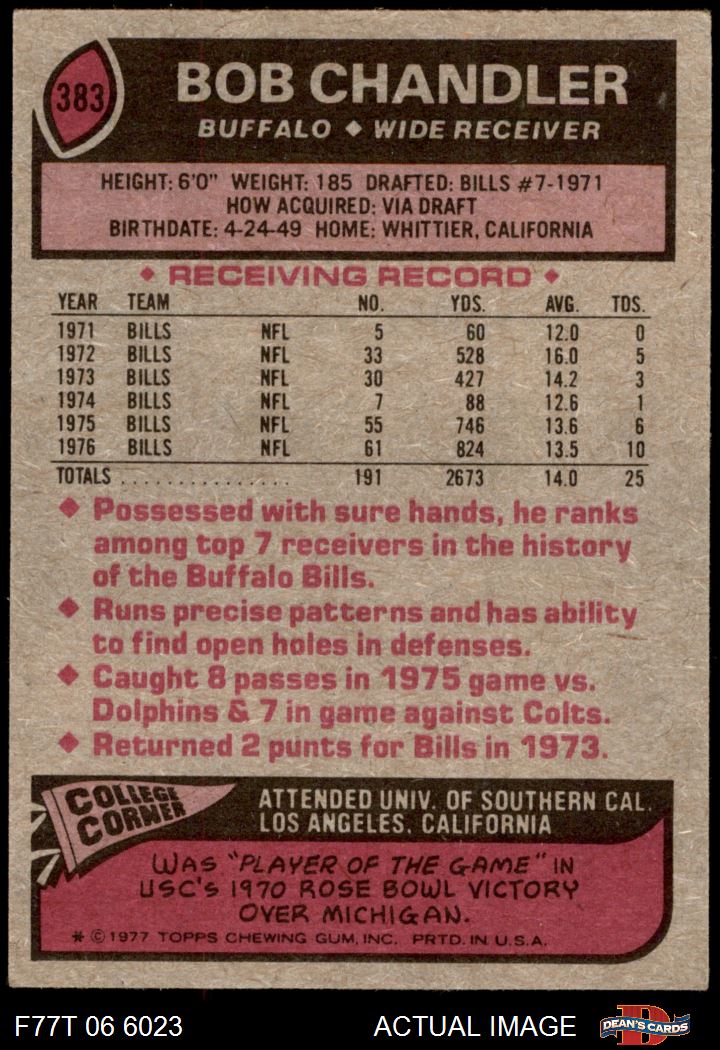 383
BOB CHANDLER
BUFFALO ◆ WIDE RECEIVER
HEIGHT: 6'0" WEIGHT: 185 DRAFTED: BILLS #7-1971
HOW ACQUIRED: VIA DRAFT
BIRTHDATE: 4-24-49 HOME: WHITTIER, CALIFORNIA
◆ RECEIVING RECORD ◆
YEAR TEAM NO. YDS. AVG. TDS.
1971 BILLS NFL 5 60 12.0 0
1972 BILLS NFL 33 528 16.0 5
1973 BILLS NFL 30 427 14.2 3
1974 BILLS NFL 7 88 12.6 1
1975 BILLS NFL 55 746 13.6 6
1976 BILLS NFL 61 824 13.5 10
TOTALS . . . . . . . . . . . . . . . 191 2673 14.0 25
◆ Possessed with sure hands, he ranks
among top 7 receivers in the history
of the Buffalo Bills.
◆ Runs precise patterns and has ability
to find open holes in defenses.
◆ Caught 8 passes in 1975 game vs.
Dolphins & 7 in game against Colts.
◆ Returned 2 punts for Bills in 1973.
COLLEGE
CORNER
ATTENDED UNIV. OF SOUTHERN CAL.
LOS ANGELES, CALIFORNIA
WAS "PLAYER OF THE GAME" IN
USC'S 1970 ROSE BOWL VICTORY
OVER MICHIGAN.
* © 1977 TOPPS CHEWING GUM, INC. PRTD. IN U.S.A.
F77T 06 6023 ACTUAL IMAGE
DEAN'S CARDS